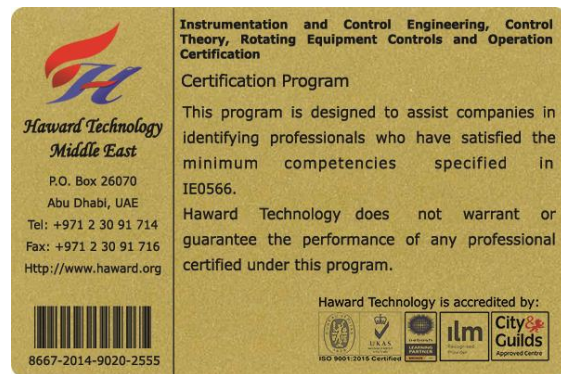 Haward Technology
Middle East
P.O. Box 26070
Abu Dhabi, UAE
Tel: +971 2 30 91 714
Fax: +971 2 30 91 716
Http://www.haward.org
8667-2014-9020-2555
Instrumentation and Control Engineering, Control
Theory, Rotating Equipment Controls and Operation
Certification
Certification Program
This program is designed to assist companies in
identifying professionals who have satisfied the
minimum competencies specified in
IE0566.
Haward Technology does not warrant or
guarantee the performance of any professional
certified under this program.
Haward Technology is accredited by:
UKAS
ISO 9001:2015 Certified
LEARNING
PARTNER
ilm
Recognised
Provider
City&
Guilds
Approved Centre